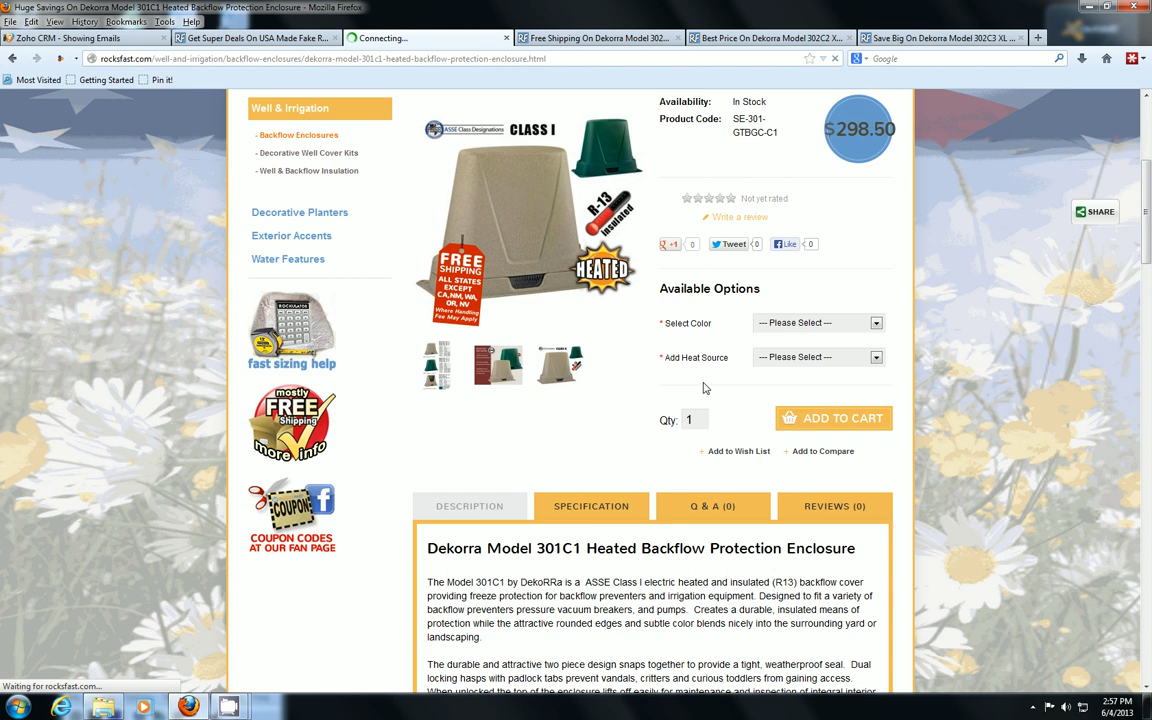 Huge Savings On Dekorra Model 301C1 Heated Backflow Protection Enclosure - Mozilla Firefox
File Edit View History Bookmarks Tools Help
Zoho CRM - Showing Emails
Get Super Deals On USA Made Fake R...
Connecting...
Free Shipping On Dekorra Model 302...
Best Price On Dekorra Model 302C2 X...
Save Big On Dekorra Model 302C3 XL ...
rocksfast.com/well-and-irrigation/backflow-enclosures/dekorra-model-301c1-heated-backflow-protection-enclosure.html
Google
Most Visited Getting Started Pin it!
Well & Irrigation
- Backflow Enclosures
- Decorative Well Cover Kits
- Well & Backflow Insulation
Decorative Planters
Exterior Accents
Water Features
ROCKULATOR
fast sizing help
mostly
FREE
Shipping
more info
COUPON
COUPON CODES
AT OUR FAN PAGE
ASSE Class Designations CLASS I
R-13
insulated
HEATED
FREE
SHIPPING
ALL STATES
EXCEPT
CA,NM, WA,
OR, NV
Where Handling
Fee May Apply
Availability: In Stock
Product Code: SE-301-
GTBGC-C1
$298.50
Not yet rated
Write a review
+1 0 Tweet 0 Like 0
SHARE
Available Options
* Select Color --- Please Select ---
* Add Heat Source --- Please Select ---
Qty: 1 ADD TO CART
+ Add to Wish List + Add to Compare
DESCRIPTION SPECIFICATION Q & A (0) REVIEWS (0)
Dekorra Model 301C1 Heated Backflow Protection Enclosure
The Model 301C1 by DekoRRa is a ASSE Class I electric heated and insulated (R13) backflow cover
providing freeze protection for backflow preventers and irrigation equipment. Designed to fit a variety of
backflow preventers pressure vacuum breakers, and pumps. Creates a durable, insulated means of
protection while the attractive rounded edges and subtle color blends nicely into the surrounding yard or
landscaping.
The durable and attractive two piece design snaps together to provide a tight, weatherproof seal. Dual
locking hasps with padlock tabs prevent vandals, critters and curious toddlers from gaining access.
When unlocked the top of the enclosure lifts off easily for maintenance and inspection of integral interior
Waiting for rocksfast.com...
2:57 PM
6/4/2013